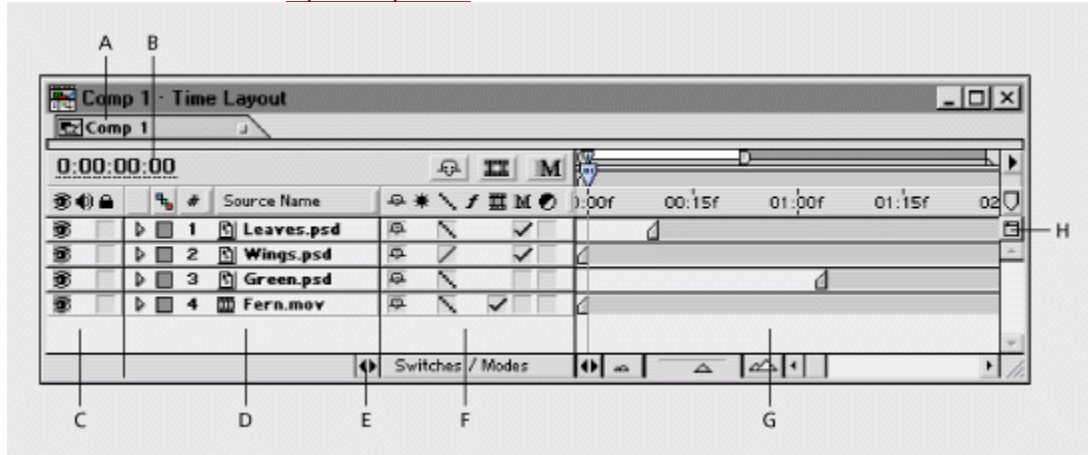 A B
Comp 1 · Time Layout
Comp 1
0:00:00:00
M
# Source Name f M
):00f 00:15f 01:00f 01:15f 02
1 Leaves.psd
H
2 Wings.psd
3 Green.psd
4 Fern.mov
Switches / Modes
C D E F G